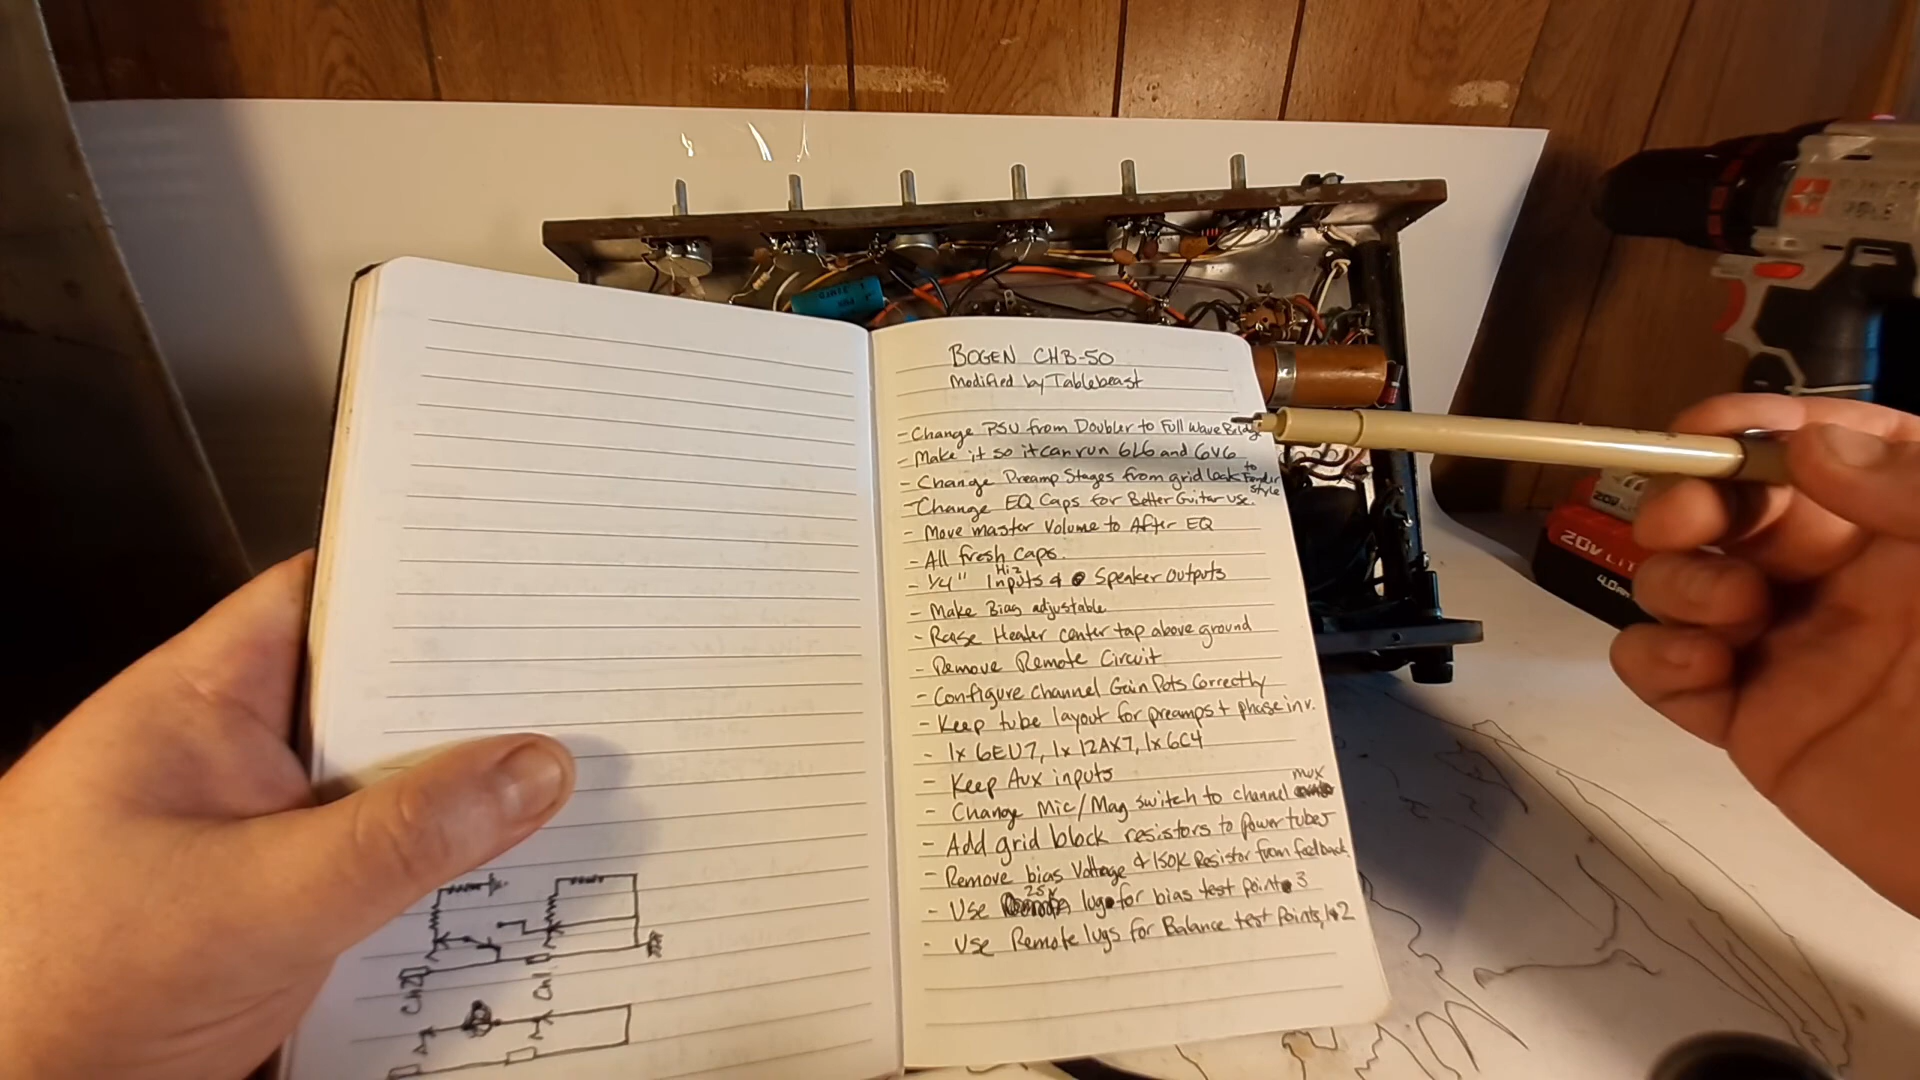 BOGEN CHB-50
Modified by Tablebeast
- Change PSU from Doubler to Full Wave Bridge
- Make it so it can run 6L6 and 6V6
- Change Preamp Stages from grid leak to Fender style
- Change EQ Caps for Better Guitar use.
- Move master Volume to After EQ
- All fresh caps.
- 1/4" Hi Z Inputs & Speaker Outputs
- Make Bias adjustable
- Raise Heater center tap above ground
- Remove Remote Circuit
- Configure Channel Gain Pots Correctly
- Keep tube layout for preamps + phase inv.
- 1x 6EU7, 1x 12AX7, 1x 6C4
- Keep Aux inputs
- Change Mic/Mag switch to channel mux
- Add grid block resistors to power tubes
- Remove bias Voltage & 150K Resistor from feedback
- Use 25V lug for bias test point 3
- Use Remote lugs for Balance test Points, 1+2
CH2
CH1
20V LIT
4.0